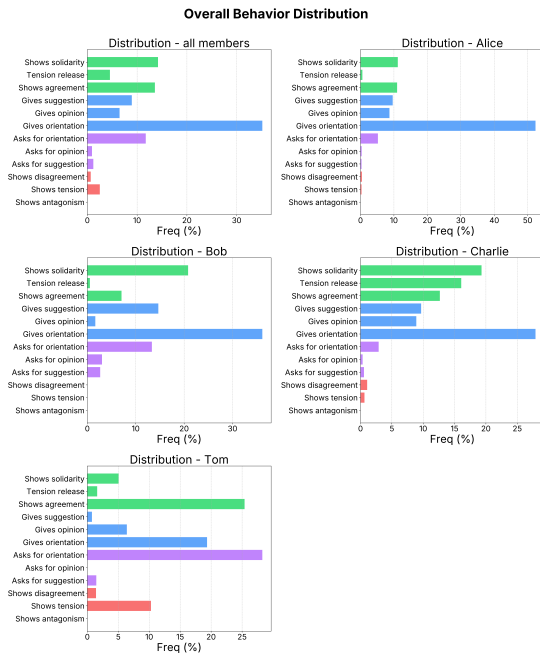 Overall Behavior Distribution
Distribution - all members
Shows solidarity
Tension release
Shows agreement
Gives suggestion
Gives opinion
Gives orientation
Asks for orientation
Asks for opinion
Asks for suggestion
Shows disagreement
Shows tension
Shows antagonism
0 10 20 30
Freq (%)
Distribution - Alice
Shows solidarity
Tension release
Shows agreement
Gives suggestion
Gives opinion
Gives orientation
Asks for orientation
Asks for opinion
Asks for suggestion
Shows disagreement
Shows tension
Shows antagonism
0 10 20 30 40 50
Freq (%)
Distribution - Bob
Shows solidarity
Tension release
Shows agreement
Gives suggestion
Gives opinion
Gives orientation
Asks for orientation
Asks for opinion
Asks for suggestion
Shows disagreement
Shows tension
Shows antagonism
0 10 20 30
Freq (%)
Distribution - Charlie
Shows solidarity
Tension release
Shows agreement
Gives suggestion
Gives opinion
Gives orientation
Asks for orientation
Asks for opinion
Asks for suggestion
Shows disagreement
Shows tension
Shows antagonism
0 5 10 15 20 25
Freq (%)
Distribution - Tom
Shows solidarity
Tension release
Shows agreement
Gives suggestion
Gives opinion
Gives orientation
Asks for orientation
Asks for opinion
Asks for suggestion
Shows disagreement
Shows tension
Shows antagonism
0 5 10 15 20 25
Freq (%)